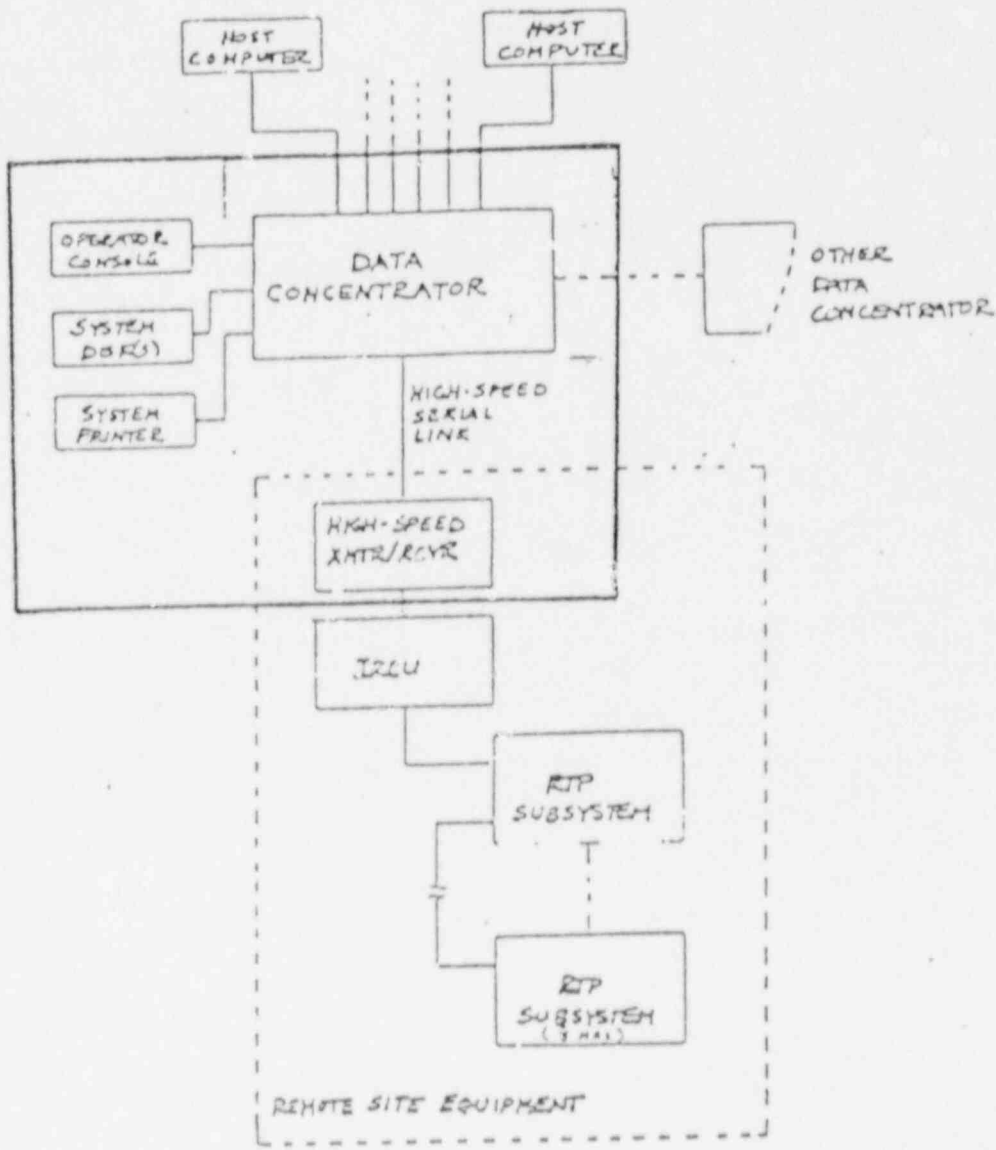 HOST
COMPUTER
HOST
COMPUTER
OPERATOR
CONSOLE
DATA
CONCENTRATOR
OTHER
DATA
CONCENTRATOR
SYSTEM
SYSTEM
PRINTER
HIGH-SPEED
SERIAL
LINK
HIGH-SPEED
XMTR/RCVR
RTP
SUBSYSTEM
RTP
SUBSYSTEM
MAX)
REMOTE SITE EQUIPMENT